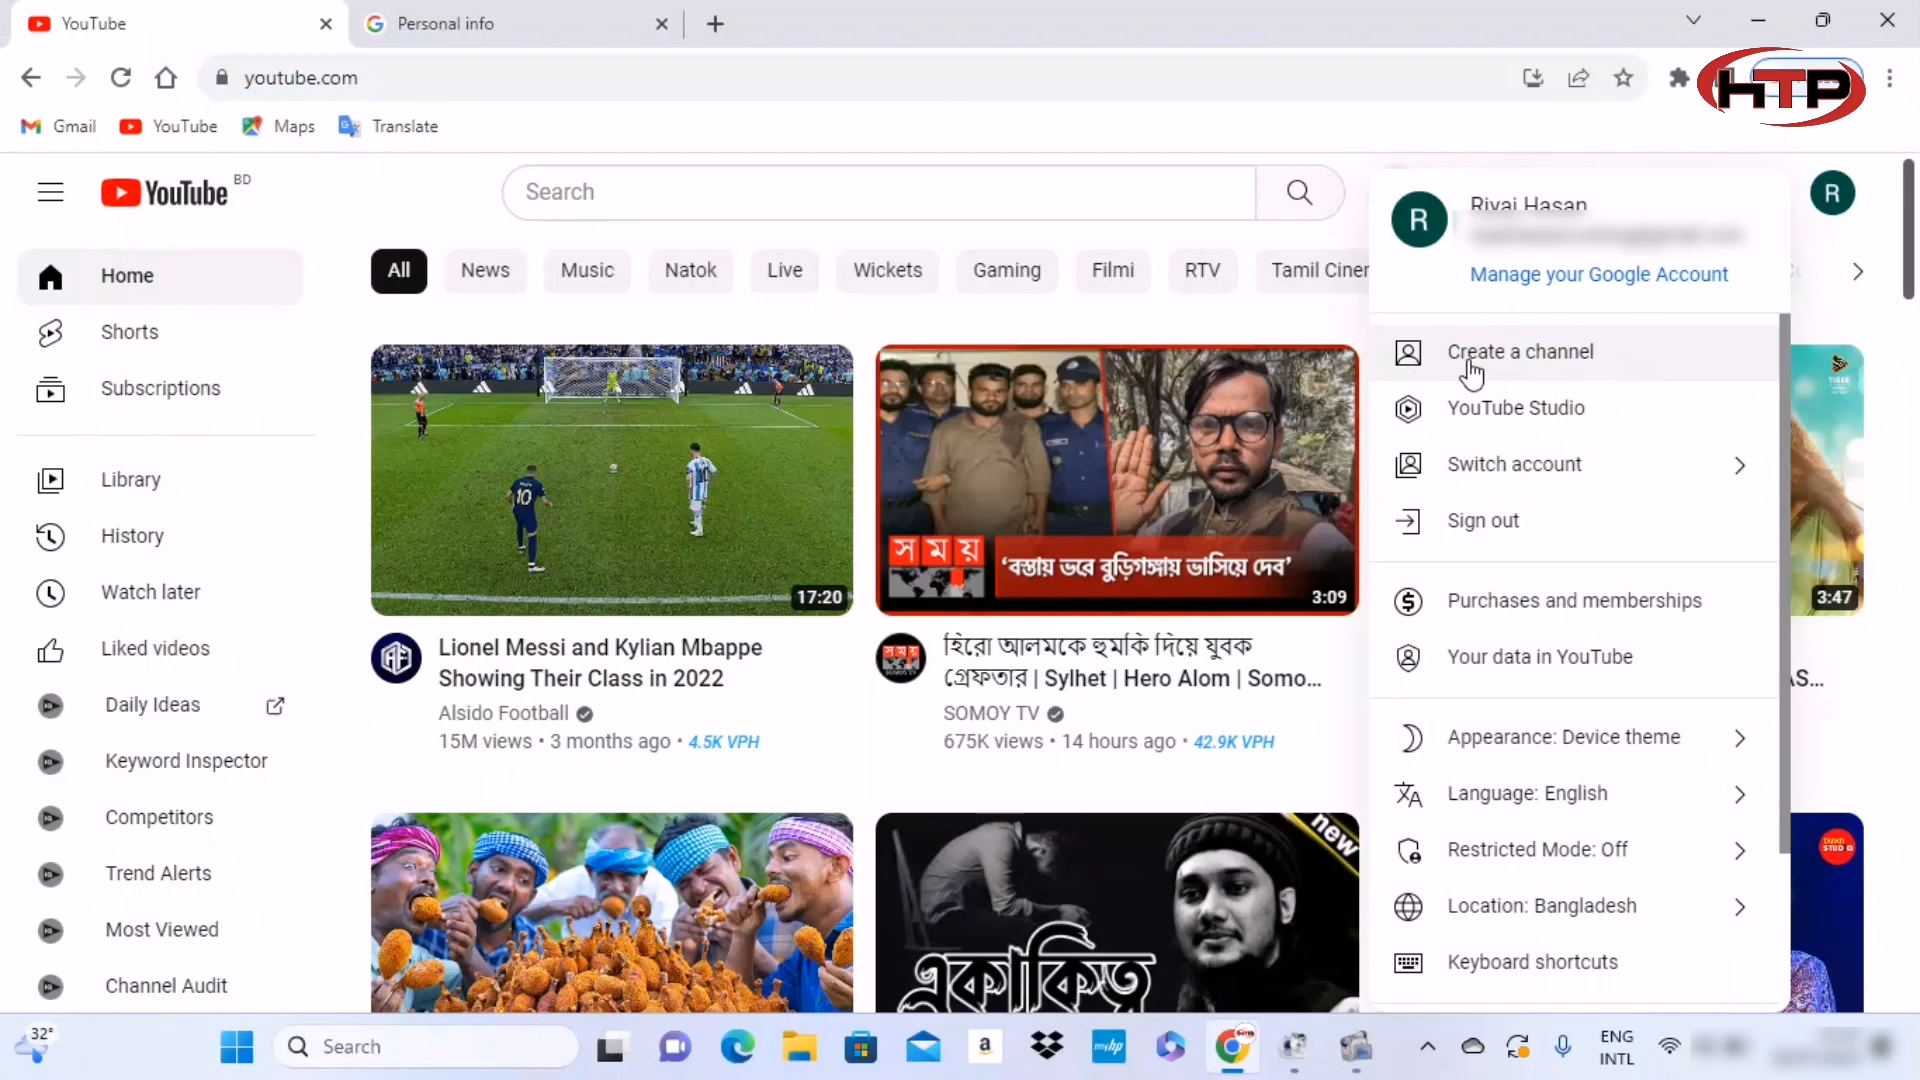 YouTube
Personal info
youtube.com
HTP
Gmail
YouTube
Maps
Translate
YouTube BD
Search
R
R
Manage your Google Account
Home
Shorts
Subscriptions
Library
History
Watch later
Liked videos
Daily Ideas
Keyword Inspector
Competitors
Trend Alerts
Most Viewed
Channel Audit
All
News
Music
Natok
Live
Wickets
Gaming
Filmi
RTV
Tamil
10
17:20
Lionel Messi and Kylian Mbappe
Showing Their Class in 2022
Alsido Football
15M views • 3 months ago • 4.5K VPH
সময়
‘বস্তায় ভরে বুড়িগঙ্গায় ভাসিয়ে দেব’
3:09
হিরো আলমকে হুমকি দিয়ে যুবক
গ্রেফতার | Sylhet | Hero Alom | Somo...
SOMOY TV
675K views • 14 hours ago • 42.9K VPH
TIGER
3:47
new
একাকিত্ব
Create a channel
YouTube Studio
Switch account
Sign out
Purchases and memberships
Your data in YouTube
Appearance: Device theme
Language: English
Restricted Mode: Off
Location: Bangladesh
Keyboard shortcuts
32°
Search
a
myhp
ENG
INTL